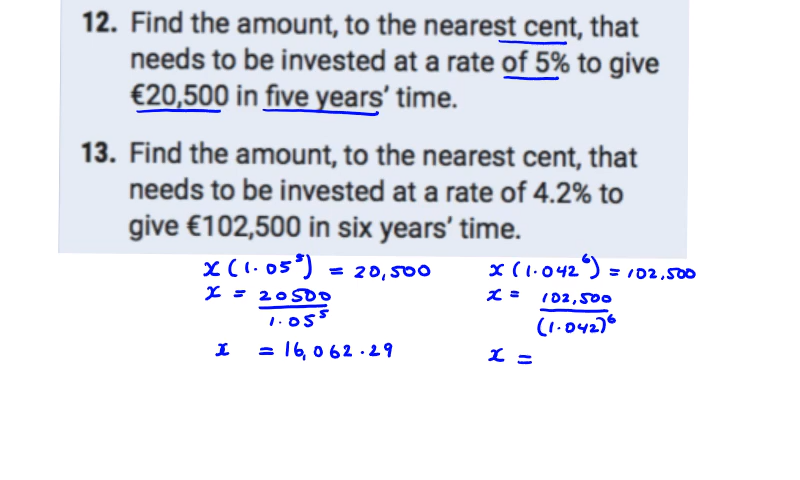 12. Find the amount, to the nearest cent, that
needs to be invested at a rate of 5% to give
€20,500 in five years' time.
13. Find the amount, to the nearest cent, that
needs to be invested at a rate of 4.2% to
give €102,500 in six years' time.
x (1.05⁵) = 20,500
x = 20500 / 1.05⁵
x = 16,062.29
x (1.042⁶) = 102,500
x = 102,500 / (1.042)⁶
x =